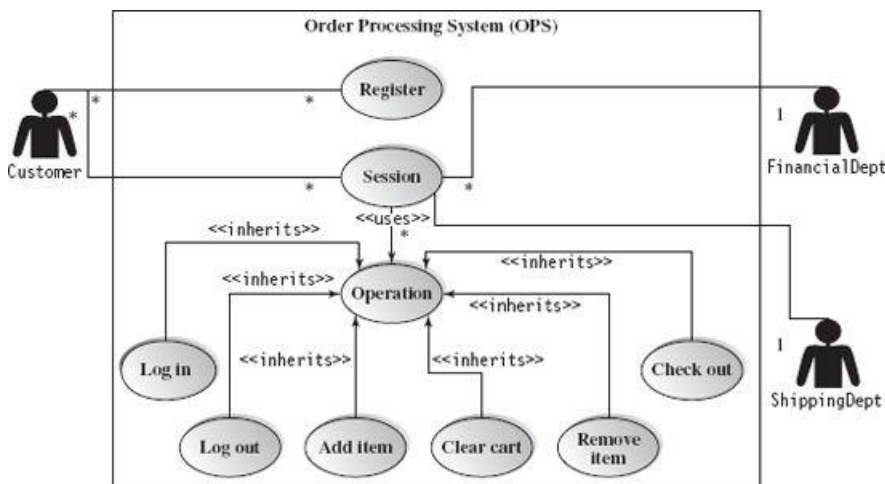 Order Processing System (OPS)
Register
*
*
*
1
Customer
FinancialDept
Session
*
*
<<uses>>
*
<<inherits>>
<<inherits>>
<<inherits>>
Operation
<<inherits>>
<<inherits>>
<<inherits>>
1
Log in
Check out
ShippingDept
Log out
Add item
Clear cart
Remove
item